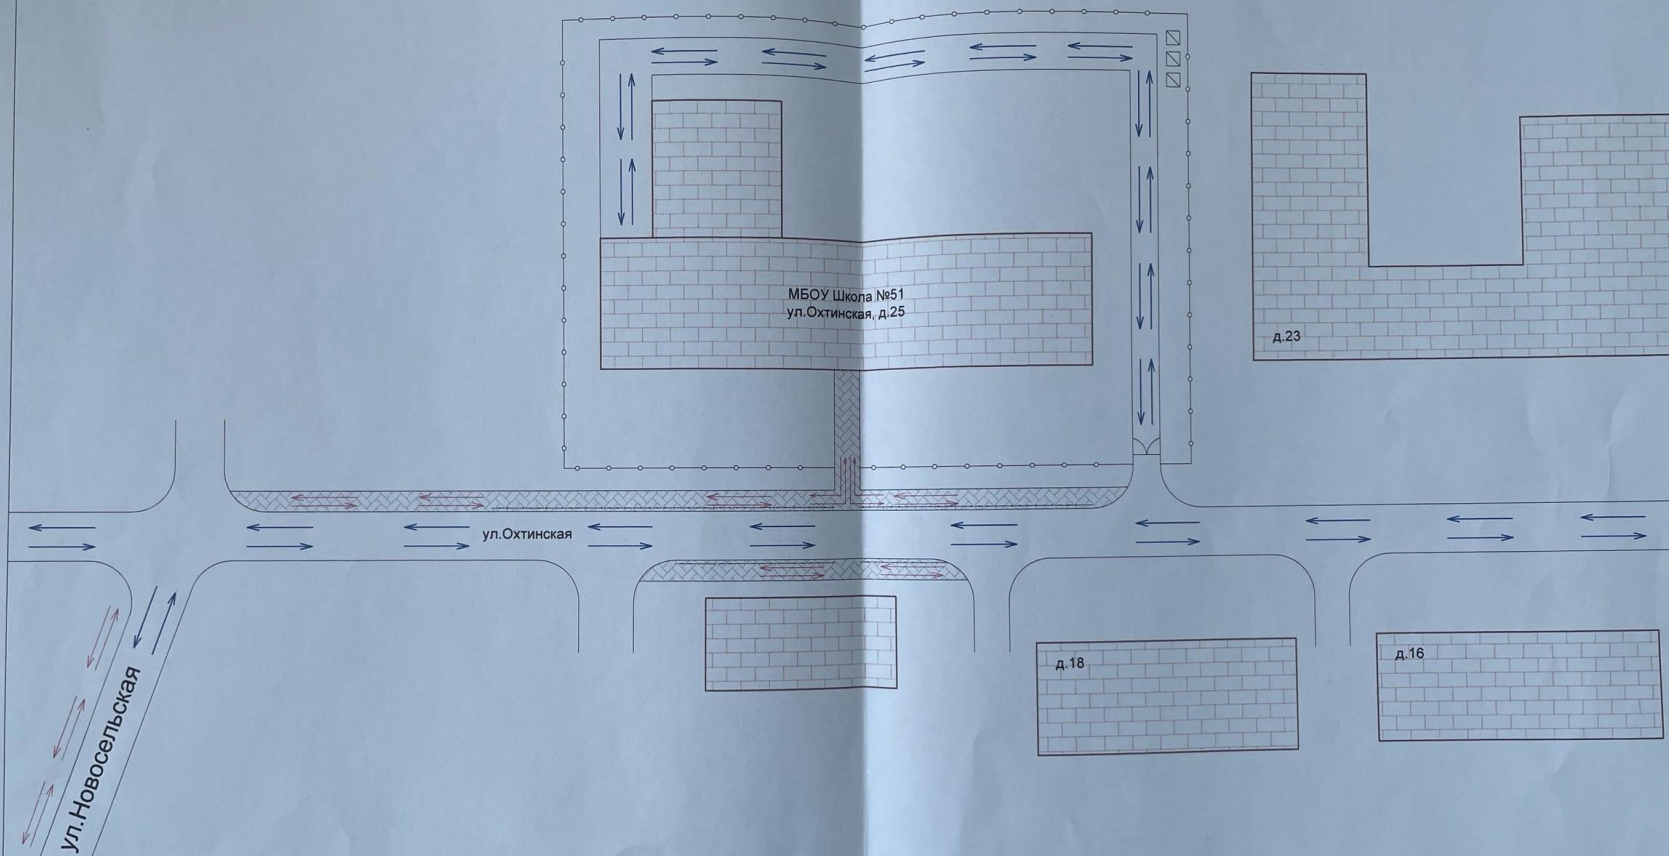 МБОУ Школа №51
ул.Охтинская, д.25
д.23
ул.Охтинская
д.18
д.16
ул.Новосельская